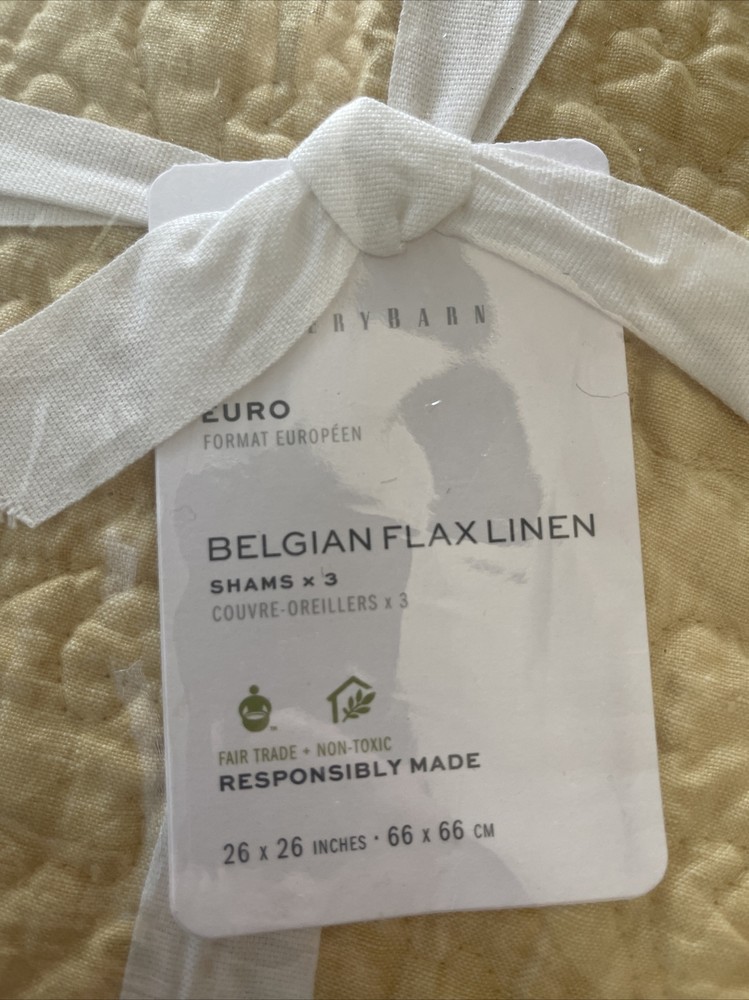 ERYBARN
EURO
FORMAT EUROPÉEN
BELGIAN FLAX LINEN
SHAMS x 3
COUVRE-OREILLERS x 3
FAIR TRADE + NON-TOXIC
RESPONSIBLY MADE
26 x 26 INCHES · 66 x 66 CM